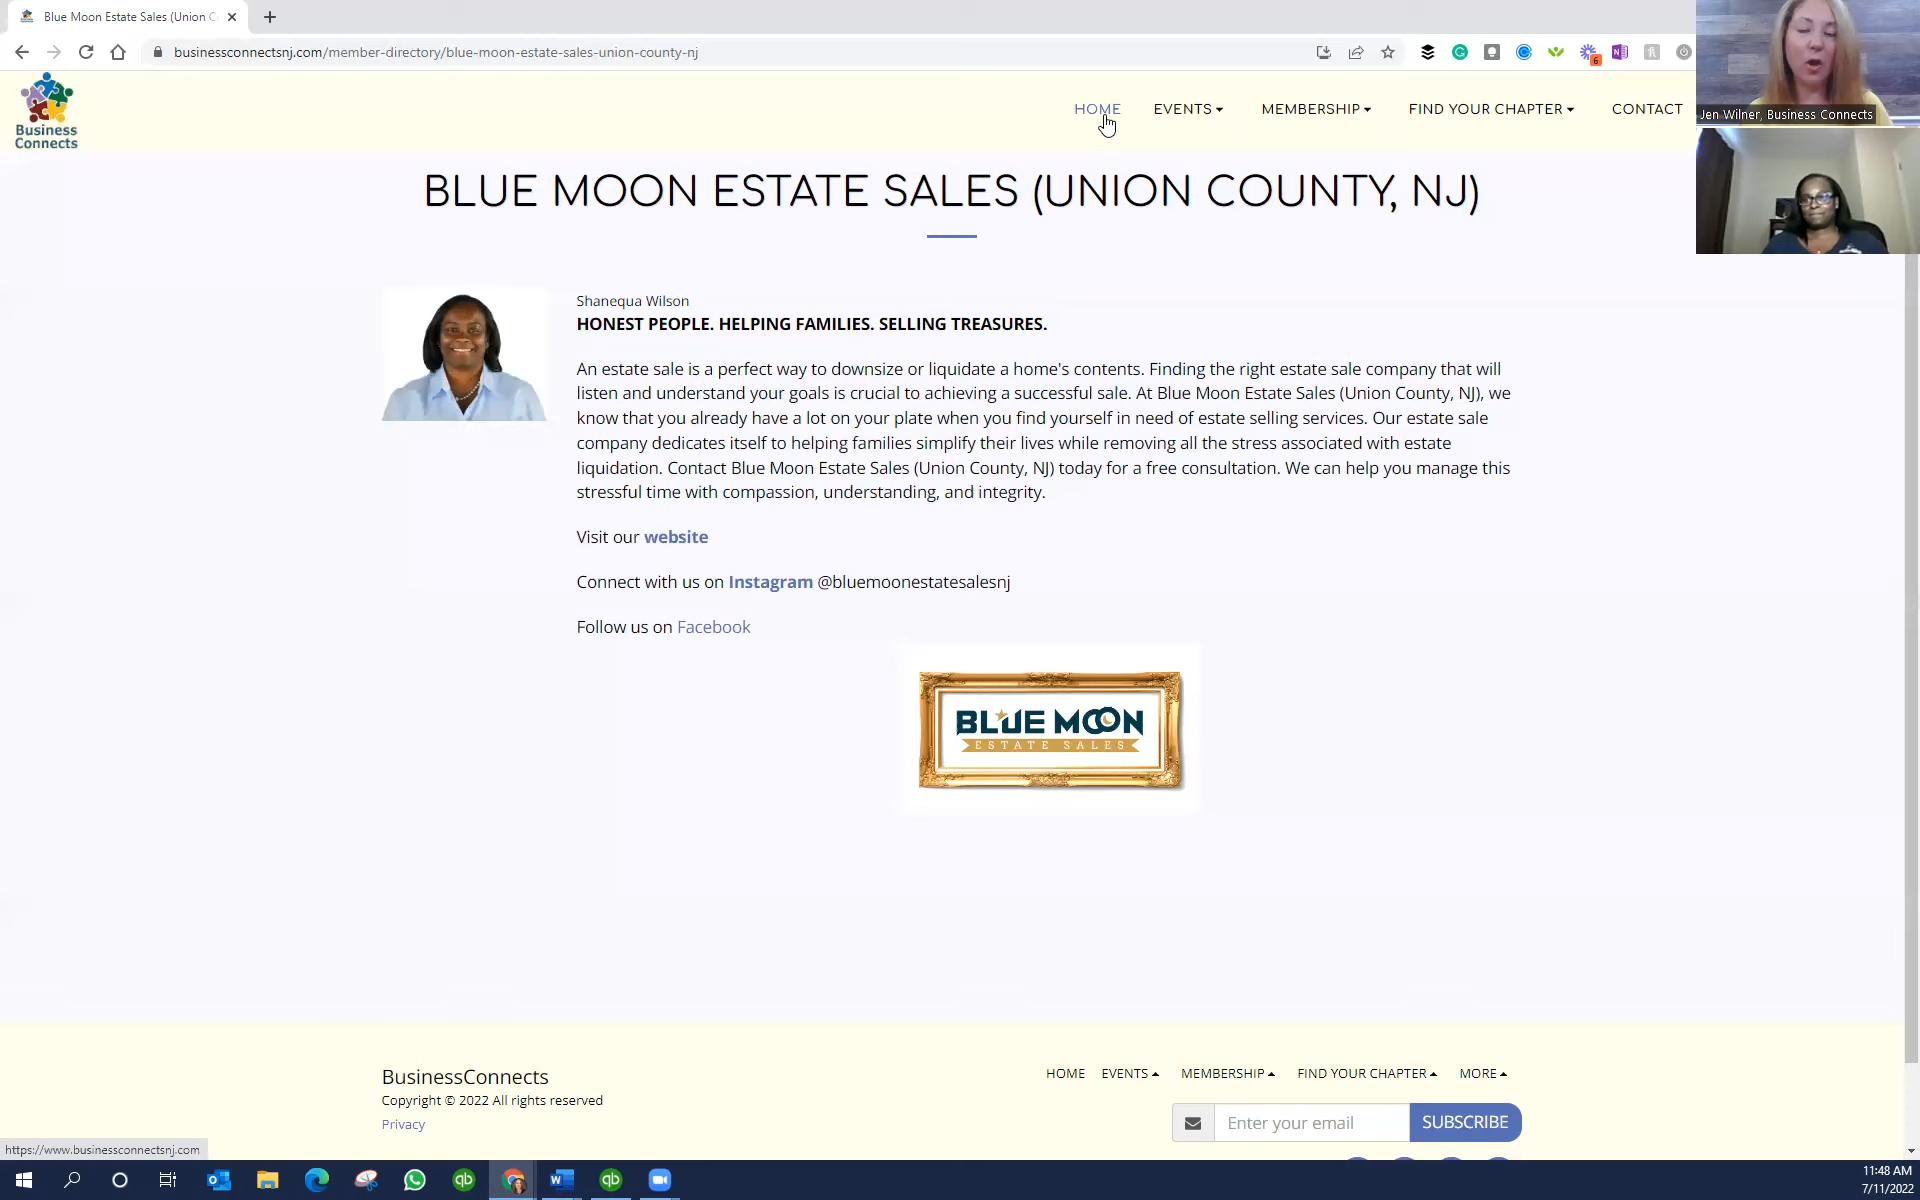 Blue Moon Estate Sales (Union C
businessconnectsnj.com/member-directory/blue-moon-estate-sales-union-county-nj
6
Business
Connects
HOME
EVENTS
MEMBERSHIP
FIND YOUR CHAPTER
CONTACT
Jen Wilner, Business Connects
BLUE MOON ESTATE SALES (UNION COUNTY, NJ)
Shanequa Wilson
HONEST PEOPLE. HELPING FAMILIES. SELLING TREASURES.
An estate sale is a perfect way to downsize or liquidate a home's contents. Finding the right estate sale company that will
listen and understand your goals is crucial to achieving a successful sale. At Blue Moon Estate Sales (Union County, NJ), we
know that you already have a lot on your plate when you find yourself in need of estate selling services. Our estate sale
company dedicates itself to helping families simplify their lives while removing all the stress associated with estate
liquidation. Contact Blue Moon Estate Sales (Union County, NJ) today for a free consultation. We can help you manage this
stressful time with compassion, understanding, and integrity.
Visit our website
Connect with us on Instagram @bluemoonestatesalesnj
Follow us on Facebook
BLUE MOON
ESTATE SALES
BusinessConnects
Copyright © 2022 All rights reserved
Privacy
HOME
EVENTS
MEMBERSHIP
FIND YOUR CHAPTER
MORE
Enter your email
SUBSCRIBE
https://www.businessconnectsnj.com
11:48 AM
7/11/2022